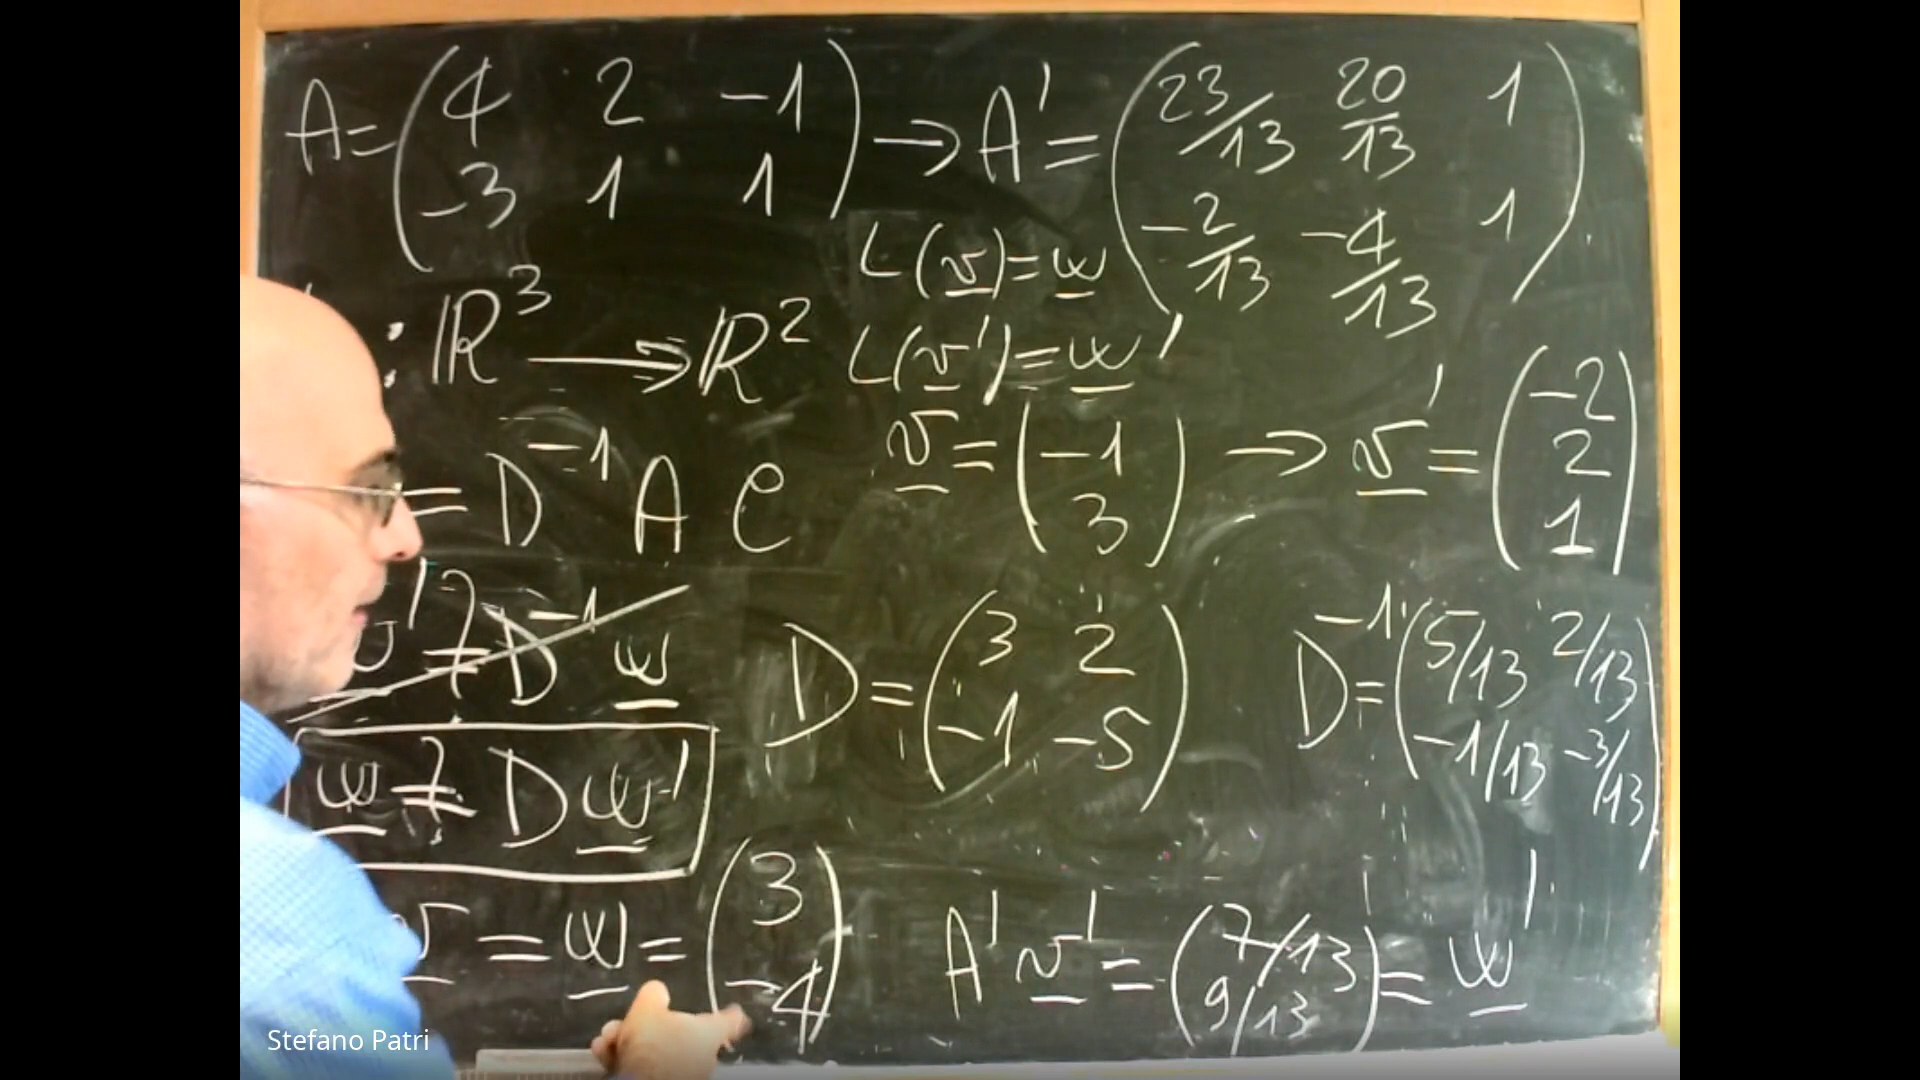 A = ( 4 2 -1 ) → A' = ( 23/13 20/13 1 )
( -3 1 1 ) ( -2/13 -4/13 1 )
L(v) = w
: R³ → R² L(v') = w'
= D⁻¹ A C v = ( -1 3 ) → v' = ( -2 2 1 )
' ?= D⁻¹ w D = ( 3 2 ) D⁻¹ = ( 5/13 2/13 )
( -1 -5 ) ( -1/13 -3/13 )
w ?= D w'
v = w = ( 3 -4 ) A' v' = ( 7/13 9/13 ) = w'
Stefano Patri